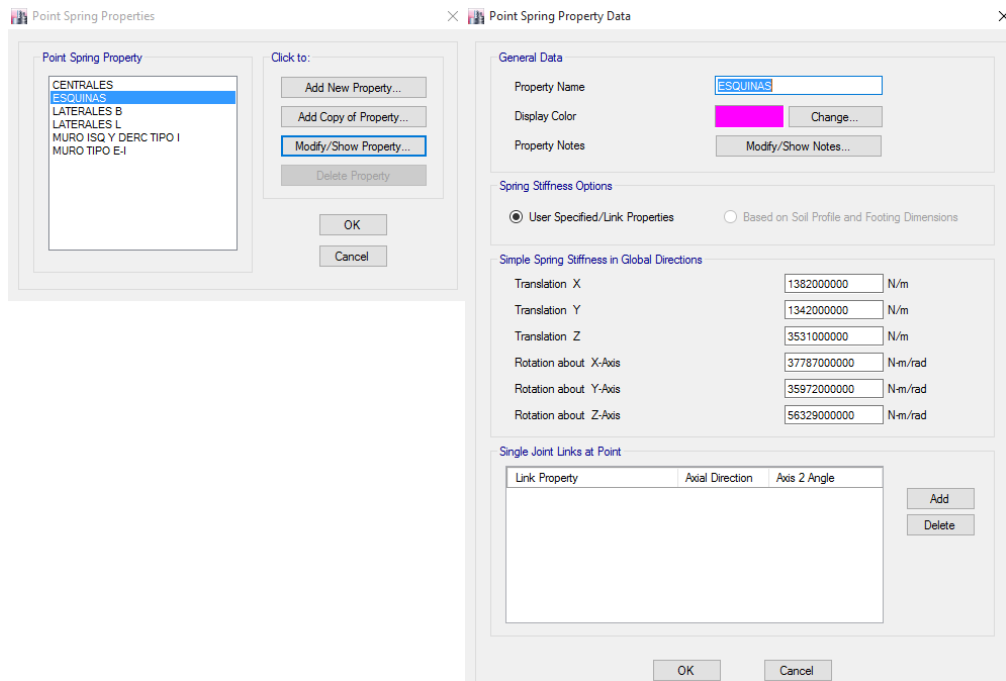 Point Spring Properties
Point Spring Property
CENTRALES
ESQUINAS
LATERALES B
LATERALES L
MURO ISQ Y DERC TIPO I
MURO TIPO E-I
Click to:
Add New Property...
Add Copy of Property...
Modify/Show Property...
Delete Property
OK
Cancel
Point Spring Property Data
General Data
Property Name ESQUINAS
Display Color Change...
Property Notes Modify/Show Notes...
Spring Stiffness Options
User Specified/Link Properties Based on Soil Profile and Footing Dimensions
Simple Spring Stiffness in Global Directions
Translation X 1382000000 N/m
Translation Y 1342000000 N/m
Translation Z 3531000000 N/m
Rotation about X-Axis 37787000000 N-m/rad
Rotation about Y-Axis 35972000000 N-m/rad
Rotation about Z-Axis 56329000000 N-m/rad
Single Joint Links at Point
Link Property Axial Direction Axis 2 Angle
Add
Delete
OK Cancel